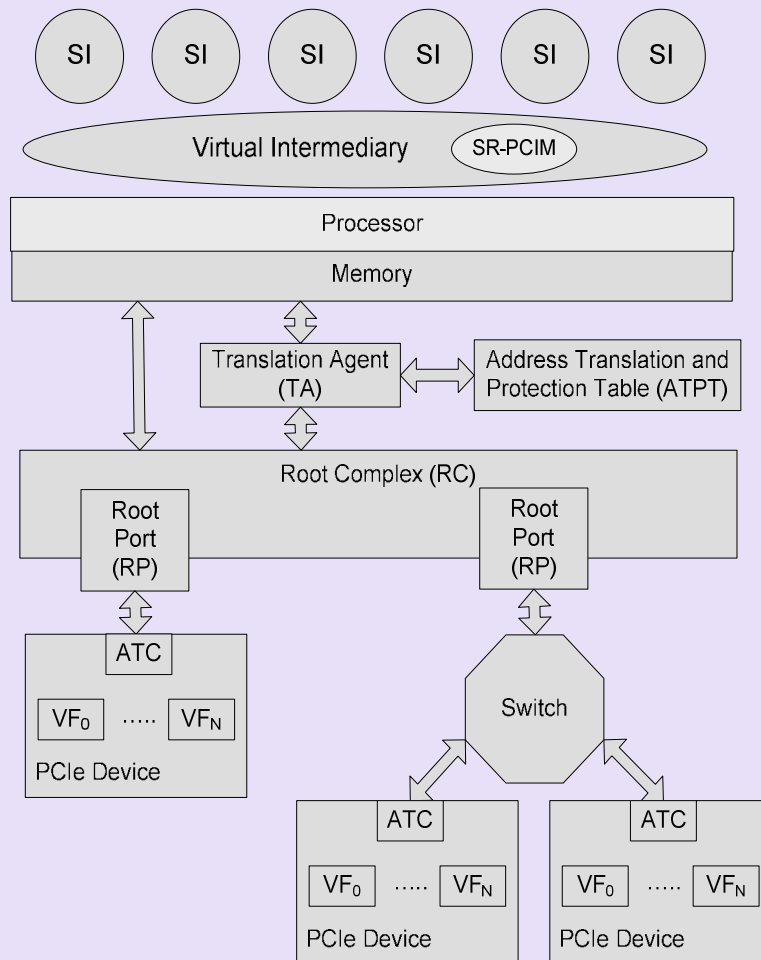 SI SI SI SI SI SI
Virtual Intermediary SR-PCIM
Processor
Memory
Translation Agent
(TA)
Address Translation and
Protection Table (ATPT)
Root Complex (RC)
Root
Port
(RP)
Root
Port
(RP)
ATC
VF0 ..... VFN
PCIe Device
Switch
ATC
VF0 ..... VFN
PCIe Device
ATC
VF0 ..... VFN
PCIe Device